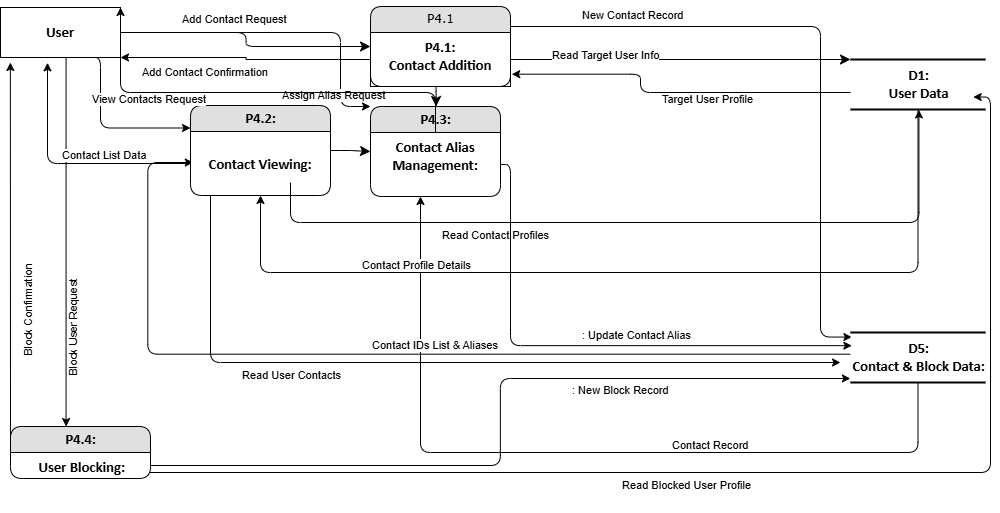 User
Add Contact Request
P4.1
P4.1:
Contact Addition
New Contact Record
Read Target User Info
D1:
User Data
Add Contact Confirmation
Target User Profile
View Contacts Request
Assign Alias Request
P4.2:
Contact Viewing:
P4.3:
Contact Alias
Management:
Contact List Data
Read Contact Profiles
Contact Profile Details
Block Confirmation
Block User Request
: Update Contact Alias
Contact IDs List & Aliases
D5:
Contact & Block Data:
Read User Contacts
: New Block Record
P4.4:
User Blocking:
Contact Record
Read Blocked User Profile